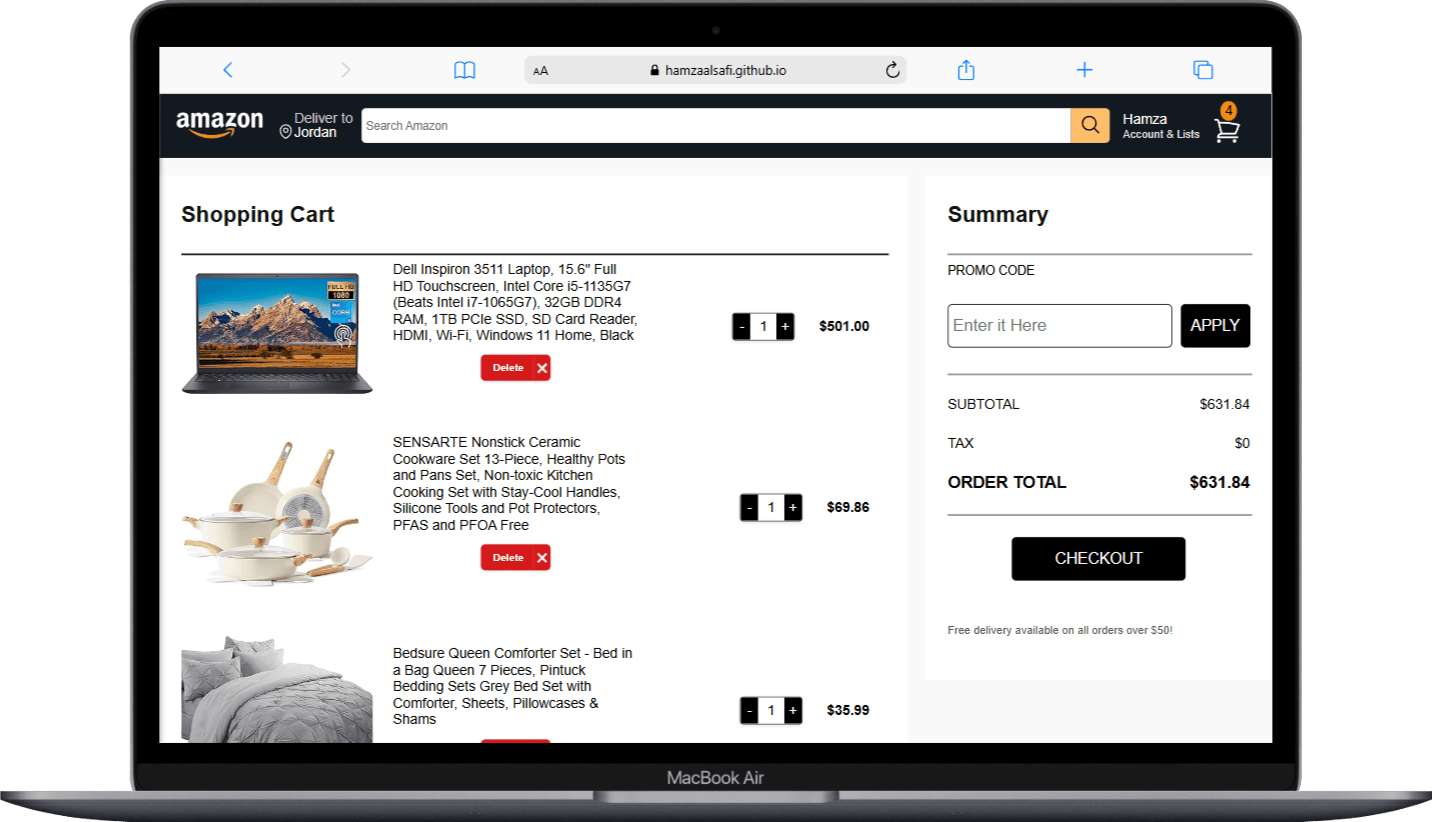 AA
hamzaalsafi.github.io
amazon
Deliver to
Jordan
Search Amazon
Hamza
Account & Lists
4
Shopping Cart
Dell Inspiron 3511 Laptop, 15.6" Full
HD Touchscreen, Intel Core i5-1135G7
(Beats Intel i7-1065G7), 32GB DDR4
RAM, 1TB PCIe SSD, SD Card Reader,
HDMI, Wi-Fi, Windows 11 Home, Black
FULL HD
1080
CORE
- 1 +
$501.00
Delete
SENSARTE Nonstick Ceramic
Cookware Set 13-Piece, Healthy Pots
and Pans Set, Non-toxic Kitchen
Cooking Set with Stay-Cool Handles,
Silicone Tools and Pot Protectors,
PFAS and PFOA Free
- 1 +
$69.86
Delete
Bedsure Queen Comforter Set - Bed in
a Bag Queen 7 Pieces, Pintuck
Bedding Sets Grey Bed Set with
Comforter, Sheets, Pillowcases &
Shams
- 1 +
$35.99
Summary
PROMO CODE
Enter it Here
APPLY
SUBTOTAL $631.84
TAX $0
ORDER TOTAL $631.84
CHECKOUT
Free delivery available on all orders over $50!
MacBook Air